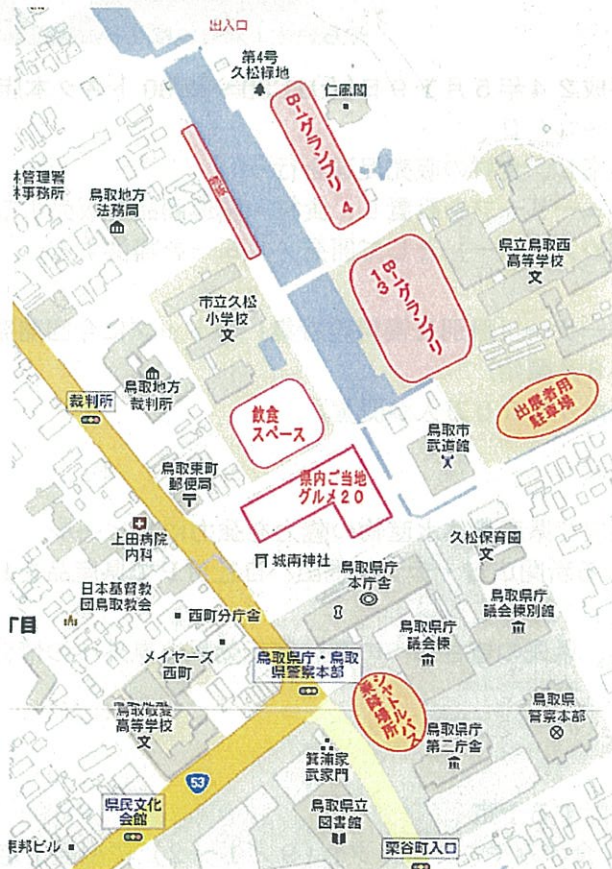 出入口
第4号
久松緑地
仁風閣
B-1グランプリ 4
林管理署
林事務所
鳥取地方
法務局
県立鳥取西
高等学校
文
B-1グランプリ
13
市立久松
小学校
文
鳥取地方
裁判所
裁判所
飲食
スペース
出展者用
駐車場
鳥取市
武道館
鳥取東町
郵便局
県内ご当地
グルメ20
上田病院
内科
久松保育園
文
城南神社
鳥取県庁
本庁舎
日本基督教
団鳥取教会
西町分庁舎
鳥取県庁
議会棟別館
丁目
メイヤーズ
西町
鳥取県庁
議会棟
鳥取県庁・鳥取
県警察本部
シャトルバス
乗降場所
鳥取敬愛
高等学校
文
鳥取県
警察本部
鳥取県庁
第二庁舎
箕浦家
武家門
53
県民文化
会館
鳥取県立
図書館
東邦ビル
栗谷町入口